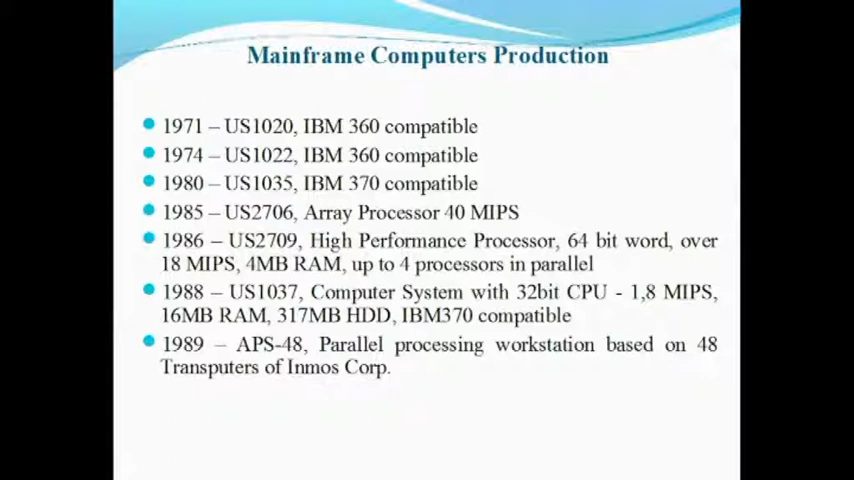 Mainframe Computers Production
1971 – US1020, IBM 360 compatible
1974 – US1022, IBM 360 compatible
1980 – US1035, IBM 370 compatible
1985 – US2706, Array Processor 40 MIPS
1986 – US2709, High Performance Processor, 64 bit word, over
18 MIPS, 4MB RAM, up to 4 processors in parallel
1988 – US1037, Computer System with 32bit CPU - 1,8 MIPS,
16MB RAM, 317MB HDD, IBM370 compatible
1989 – APS-48, Parallel processing workstation based on 48
Transputers of Inmos Corp.